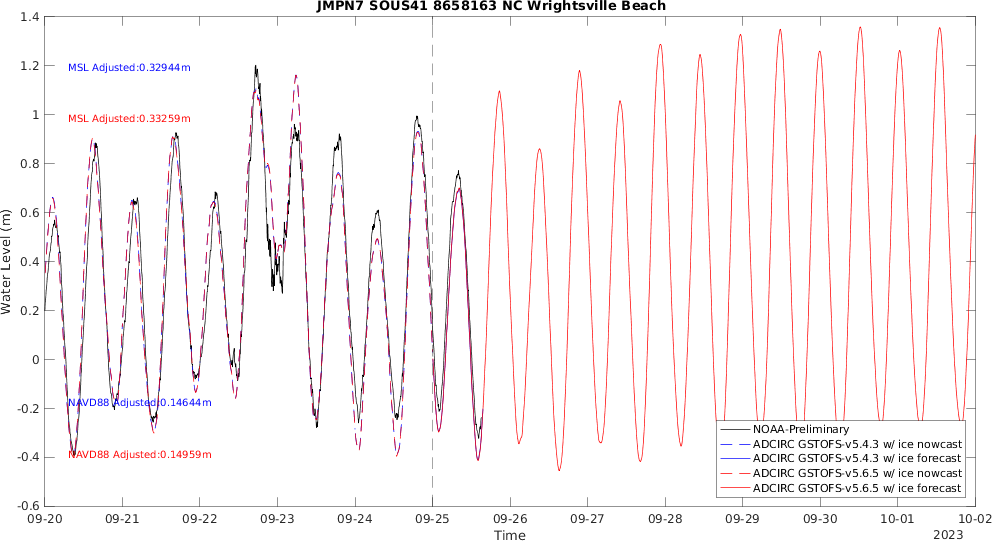 JMPN7 SOUS41 8658163 NC Wrightsville Beach
1.4
1.2
1
0.8
0.6
0.4
0.2
0
-0.2
-0.4
-0.6
Water Level (m)
MSL Adjusted:0.32944m
MSL Adjusted:0.33259m
NAVD88 Adjusted:0.14644m
NAVD88 Adjusted:0.14959m
NOAA-Preliminary
ADCIRC GSTOFS-v5.4.3 w/ ice nowcast
ADCIRC GSTOFS-v5.4.3 w/ ice forecast
ADCIRC GSTOFS-v5.6.5 w/ ice nowcast
ADCIRC GSTOFS-v5.6.5 w/ ice forecast
09-20 09-21 09-22 09-23 09-24 09-25 09-26 09-27 09-28 09-29 09-30 10-01 10-02
Time
2023